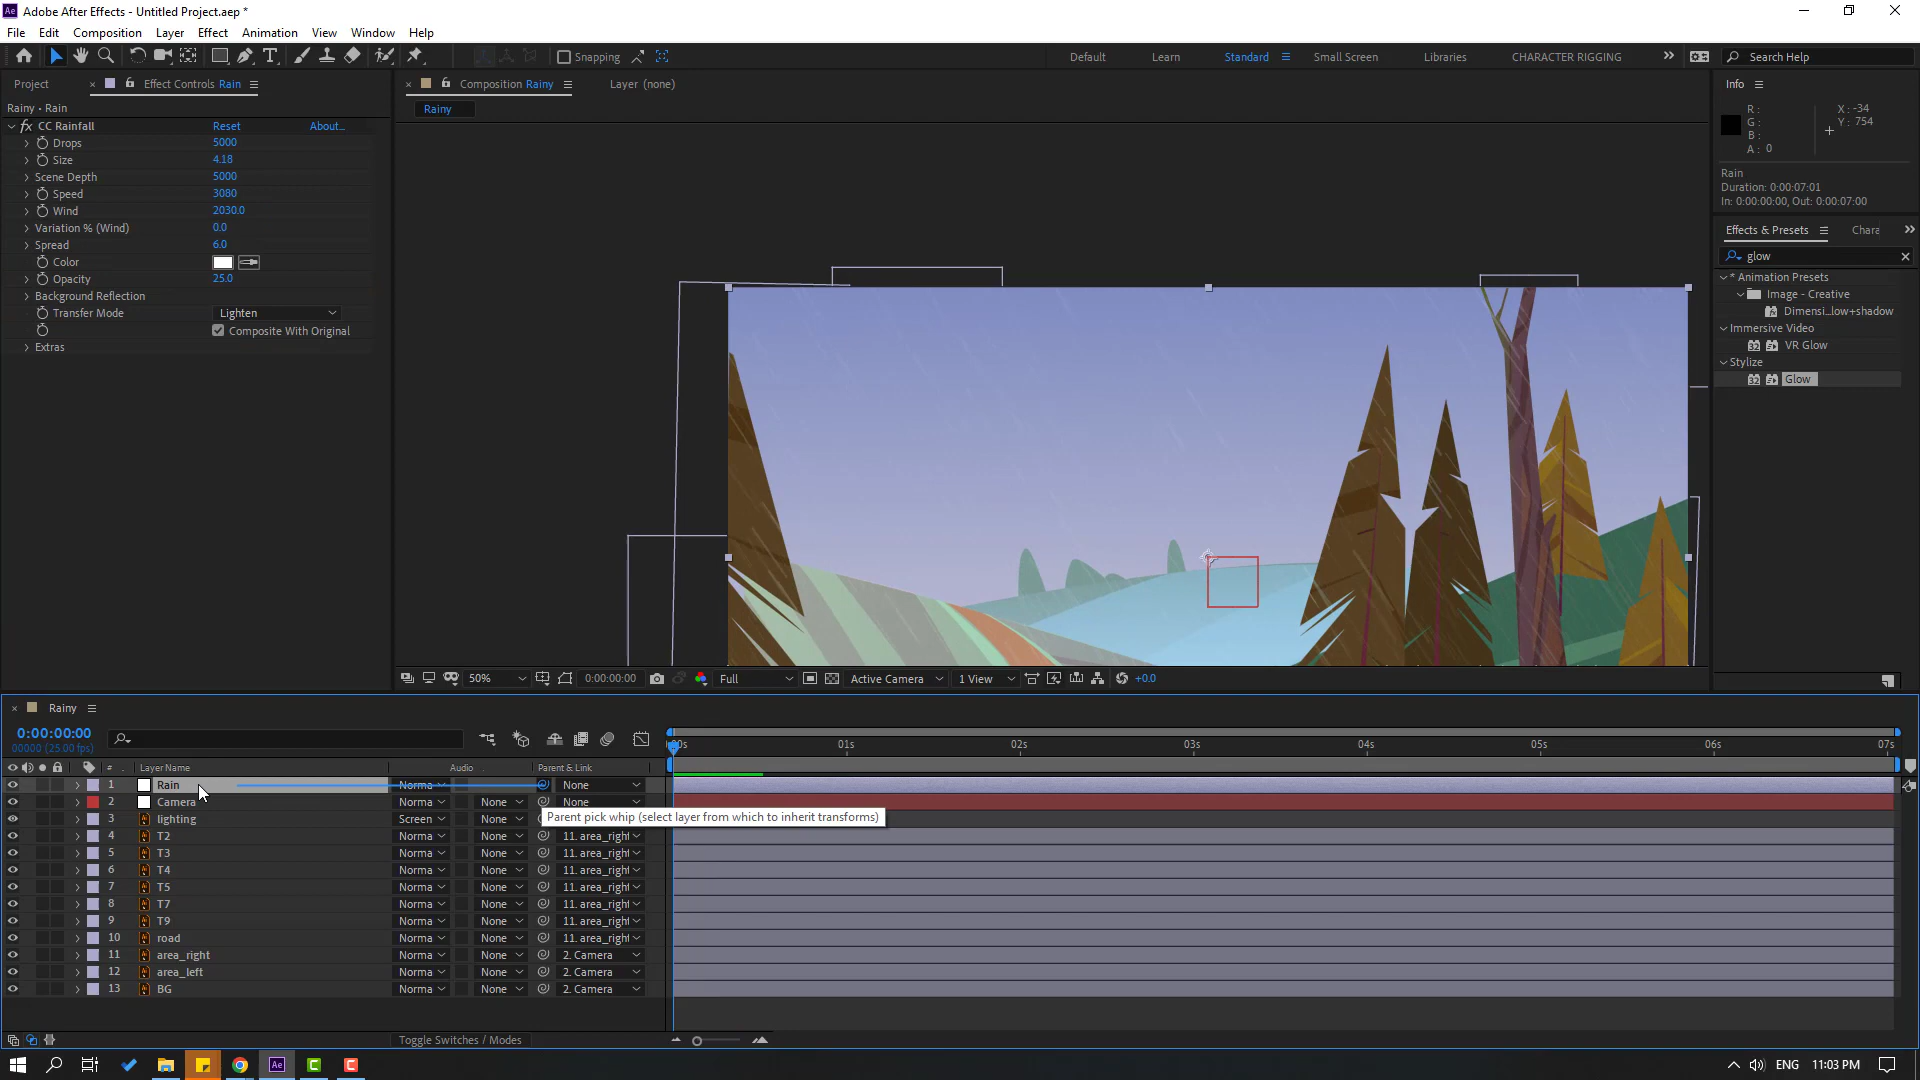 Ae Adobe After Effects - Untitled Project.aep *
File Edit Composition Layer Effect Animation View Window Help
Snapping
Default Learn Standard Small Screen Libraries CHARACTER RIGGING Search Help
Project Effect Controls Rain
Composition Rainy Layer (none)
Info
Rainy • Rain
Rainy
fx CC Rainfall Reset About...
Drops 5000
Size 4.18
Scene Depth 5000
Speed 3080
Wind 2030.0
Variation % (Wind) 0.0
Spread 6.0
Color
Opacity 25.0
Background Reflection
Transfer Mode Lighten
Composite With Original
Extras
R :
G :
B :
A : 0
X : -34
Y : 754
Rain
Duration: 0:00:07:01
In: 0:00:00:00, Out: 0:00:07:00
Effects & Presets Chara
glow
* Animation Presets
Image - Creative
Dimensi...low+shadow
Immersive Video
32 VR Glow
Stylize
32 Glow
50% 0:00:00:00 Full Active Camera 1 View +0.0
Rainy
0:00:00:00
00000 (25.00 fps)
:00s 01s 02s 03s 04s 05s 06s 07s
# Layer Name Audio Parent & Link
1 Rain Norma None
2 Camera Norma None None
Parent pick whip (select layer from which to inherit transforms)
3 lighting Screen None
4 T2 Norma None 11. area_right
5 T3 Norma None 11. area_right
6 T4 Norma None 11. area_right
7 T5 Norma None 11. area_right
8 T7 Norma None 11. area_right
9 T9 Norma None 11. area_right
10 road Norma None 11. area_right
11 area_right Norma None 2. Camera
12 area_left Norma None 2. Camera
13 BG Norma None 2. Camera
Toggle Switches / Modes
Ae C C ENG 11:03 PM